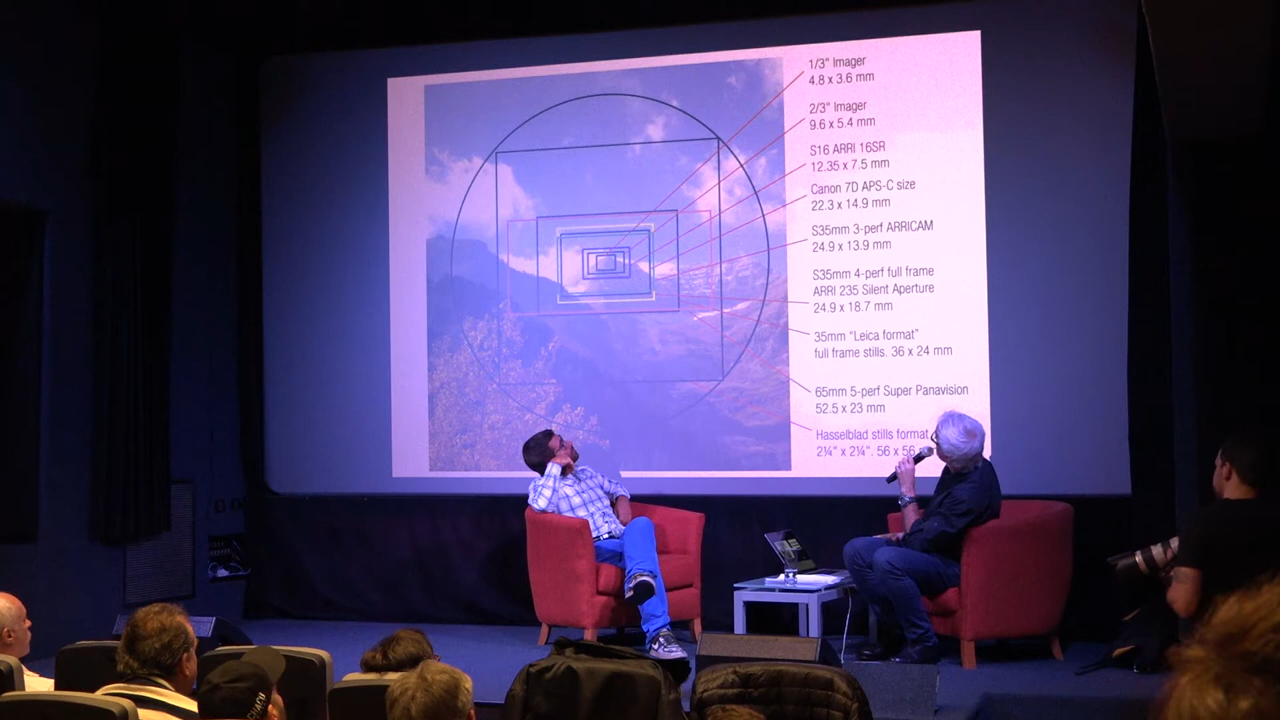 1/3" Imager
4.8 x 3.6 mm
2/3" Imager
9.6 x 5.4 mm
S16 ARRI 16SR
12.35 x 7.5 mm
Canon 7D APS-C size
22.3 x 14.9 mm
S35mm 3-perf ARRICAM
24.9 x 13.9 mm
S35mm 4-perf full frame
ARRI 235 Silent Aperture
24.9 x 18.7 mm
35mm "Leica format"
full frame stills. 36 x 24 mm
65mm 5-perf Super Panavision
52.5 x 23 mm
Hasselblad stills format
2¼" x 2¼". 56 x 56